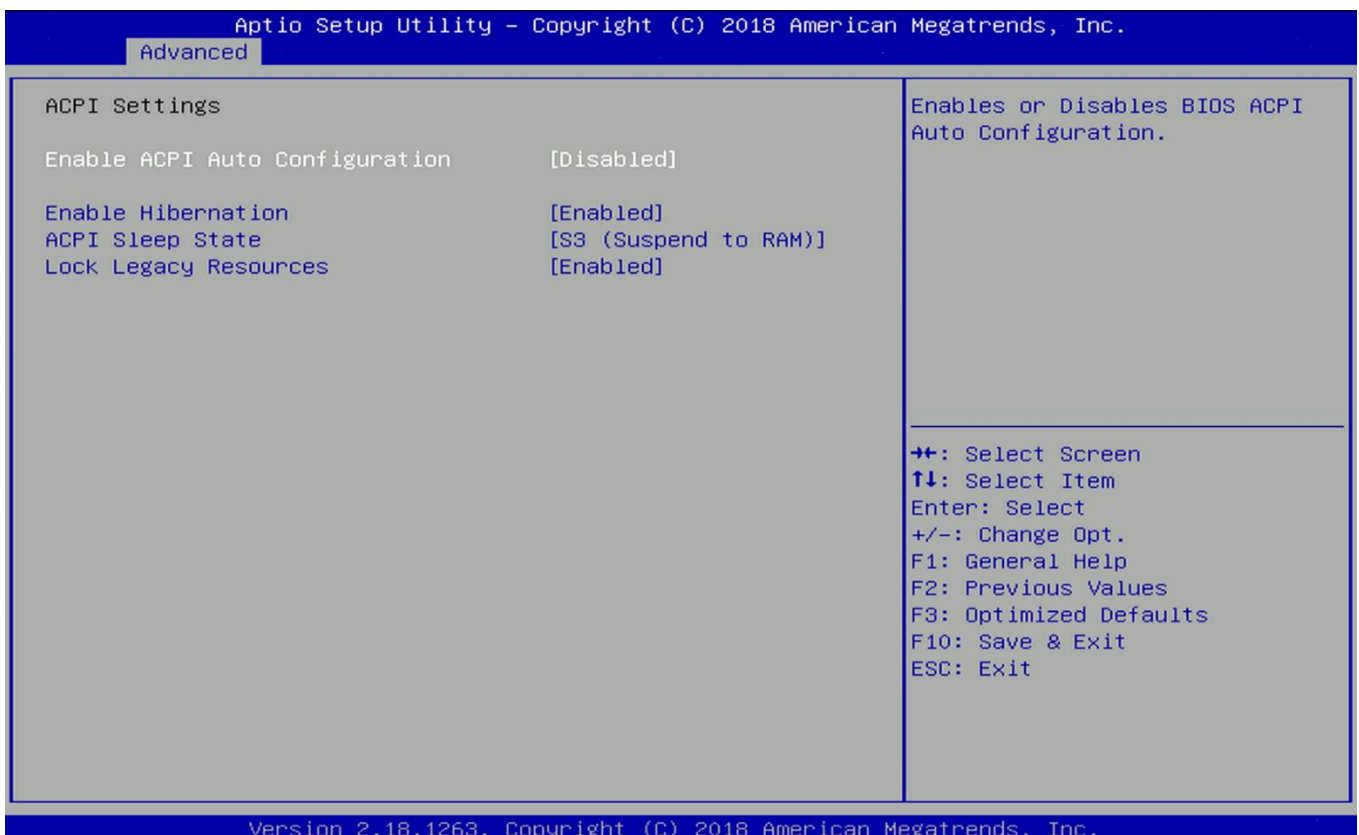 Aptio Setup Utility – Copyright (C) 2018 American Megatrends, Inc.
Advanced
ACPI Settings
Enable ACPI Auto Configuration [Disabled]
Enable Hibernation [Enabled]
ACPI Sleep State [S3 (Suspend to RAM)]
Lock Legacy Resources [Enabled]
Enables or Disables BIOS ACPI
Auto Configuration.
→←: Select Screen
↑↓: Select Item
Enter: Select
+/-: Change Opt.
F1: General Help
F2: Previous Values
F3: Optimized Defaults
F10: Save & Exit
ESC: Exit
Version 2.18.1263. Copyright (C) 2018 American Megatrends, Inc.